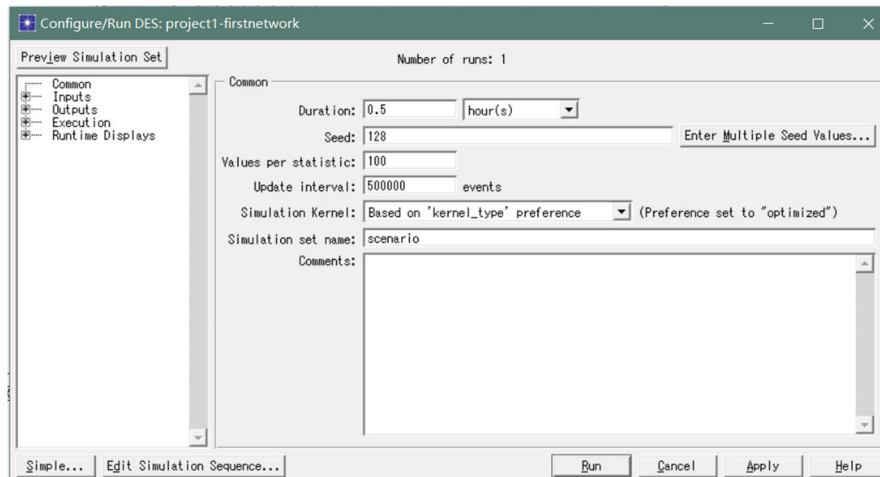 Configure/Run DES: project1-firstnetwork
Preview Simulation Set
Number of runs: 1
Common
Inputs
Outputs
Execution
Runtime Displays
Common
Duration: 0.5 hour(s)
Seed: 128 Enter Multiple Seed Values...
Values per statistic: 100
Update interval: 500000 events
Simulation Kernel: Based on 'kernel_type' preference (Preference set to "optimized")
Simulation set name: scenario
Comments:
Simple... Edit Simulation Sequence... Run Cancel Apply Help